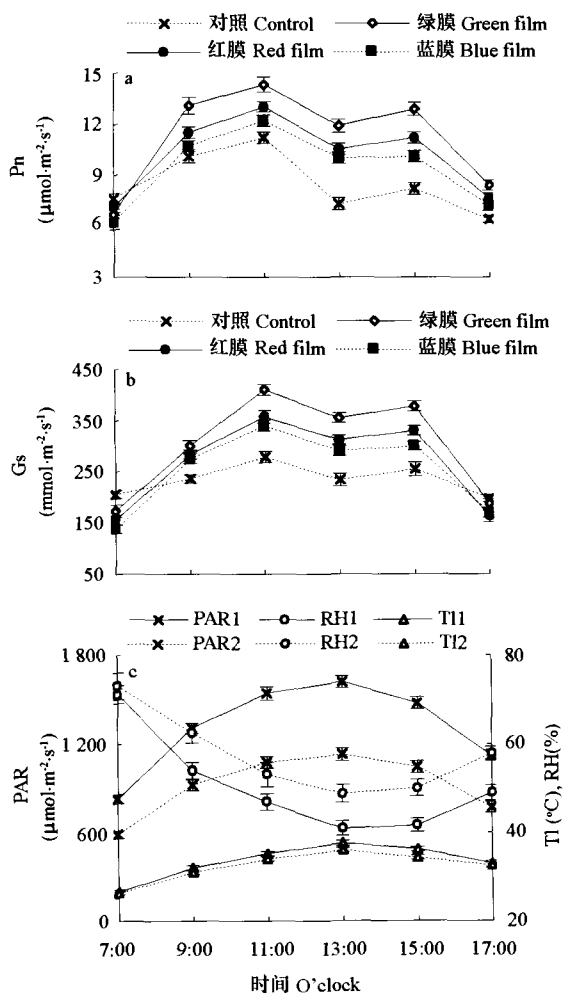 对照 Control 绿膜 Green film
红膜 Red film 蓝膜 Blue film
a
15
12
9
6
3
Pn
(μmol·m⁻²·s⁻¹)
对照 Control 绿膜 Green film
红膜 Red film 蓝膜 Blue film
b
450
350
250
150
50
Gs
(mmol·m⁻²·s⁻¹)
PAR1 RH1 Tl1
PAR2 RH2 Tl2
c
1 800
1 200
600
0
PAR
(μmol·m⁻²·s⁻¹)
80
60
40
20
Tl (℃), RH(%)
7:00 9:00 11:00 13:00 15:00 17:00
时间 O'clock